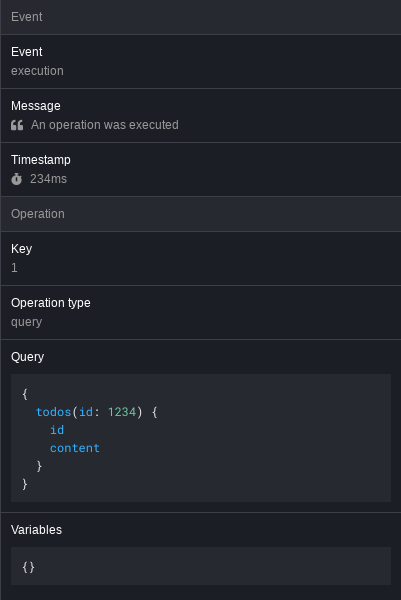 Event
Event
execution
Message
An operation was executed
Timestamp
234ms
Operation
Key
1
Operation type
query
Query
{
  todos(id: 1234) {
    id
    content
  }
}
Variables
{}